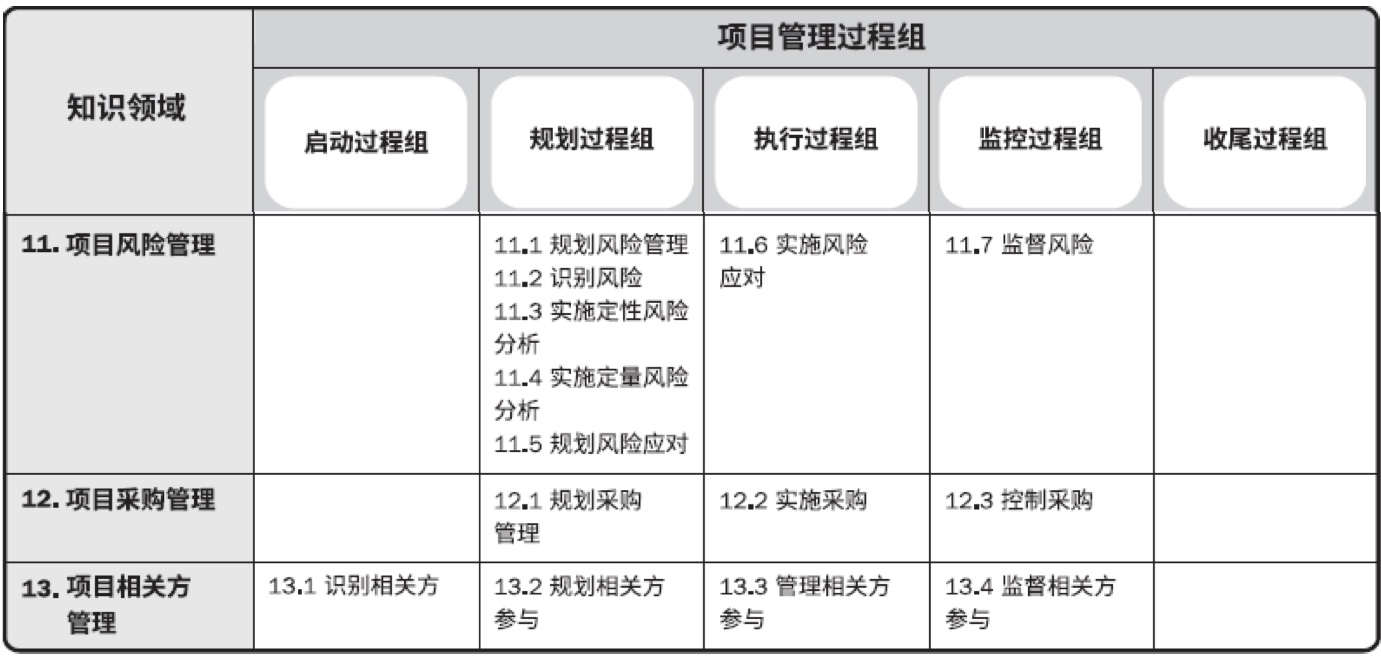 知识领域
项目管理过程组
启动过程组
规划过程组
执行过程组
监控过程组
收尾过程组
11. 项目风险管理
11.1 规划风险管理
11.2 识别风险
11.3 实施定性风险
分析
11.4 实施定量风险
分析
11.5 规划风险应对
11.6 实施风险
应对
11.7 监督风险
12. 项目采购管理
12.1 规划采购
管理
12.2 实施采购
12.3 控制采购
13. 项目相关方
管理
13.1 识别相关方
13.2 规划相关方
参与
13.3 管理相关方
参与
13.4 监督相关方
参与